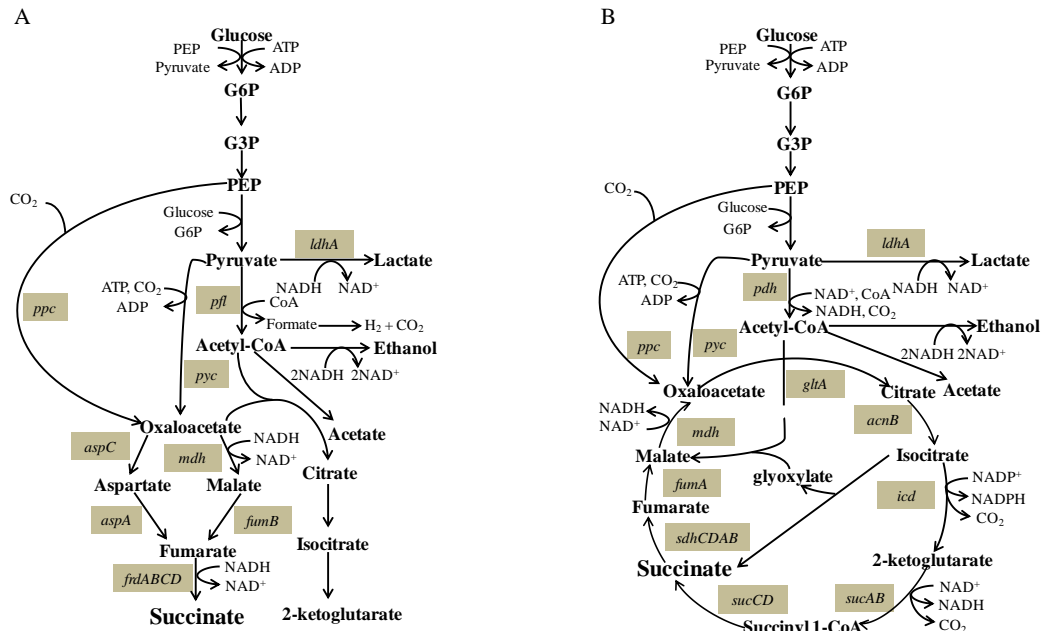 A
Glucose
PEP
ATP
Pyruvate
ADP
G6P
G3P
CO2
PEP
Glucose
G6P
ldhA
Pyruvate
Lactate
NADH
NAD+
ATP, CO2
ADP
pfl
CoA
ppc
Formate
H2 + CO2
Acetyl-CoA
Ethanol
2NADH
2NAD+
pyc
Oxaloacetate
Acetate
aspC
mdh
NADH
NAD+
Citrate
Aspartate
Malate
aspA
fumB
Fumarate
Isocitrate
frdABCD
NADH
NAD+
Succinate
2-ketoglutarate
B
Glucose
PEP
ATP
Pyruvate
ADP
G6P
G3P
CO2
PEP
Glucose
G6P
ldhA
Pyruvate
Lactate
ATP, CO2
ADP
pdh
NAD+, CoA
NADH, CO2
NADH
NAD+
Acetyl-CoA
Ethanol
ppc
pyc
2NADH
2NAD+
gltA
Oxaloacetate
Citrate
Acetate
NADH
NAD+
mdh
acnB
Malate
glyoxylate
Isocitrate
fumA
icd
NADP+
NADPH
CO2
Fumarate
sdhCDAB
2-ketoglutarate
Succinate
sucCD
sucAB
NAD+
NADH
CO2
Succinyl 1-CoA